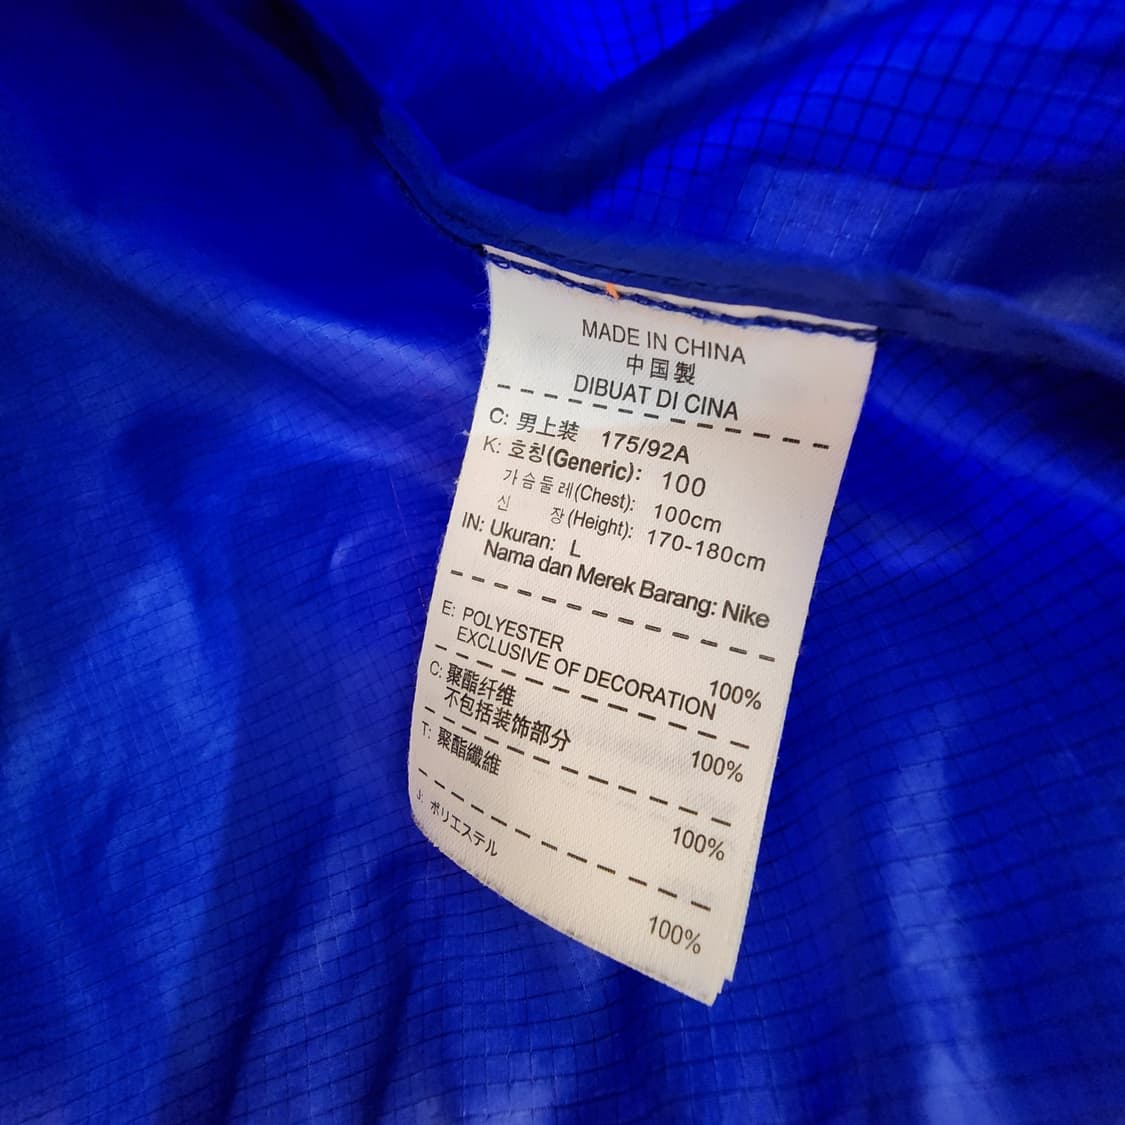 MADE IN CHINA
中国製
DIBUAT DI CINA
C: 男上装 175/92A
K: 호칭(Generic): 100
가슴둘레(Chest): 100cm
신 장(Height): 170-180cm
IN: Ukuran: L
Nama dan Merek Barang: Nike
E: POLYESTER 100%
EXCLUSIVE OF DECORATION
C: 聚酯纤维 100%
不包括装饰部分
T: 聚酯纖維 100%
J: ポリエステル 100%